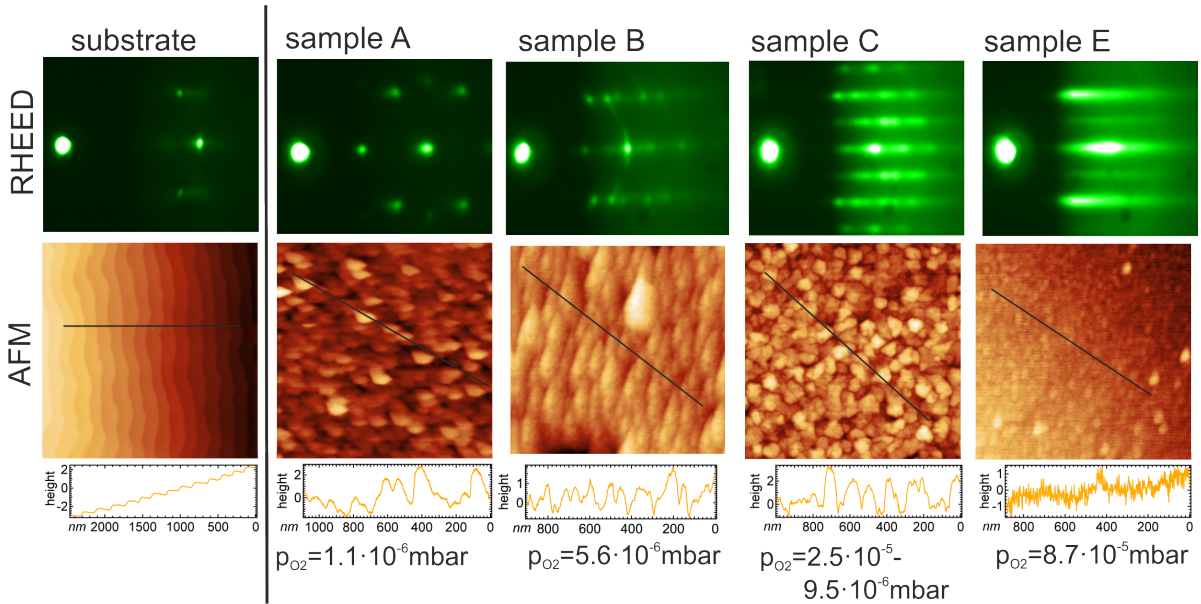 substrate
sample A
sample B
sample C
sample E
RHEED
AFM
height
2
0
-2
nm 2000 1500 1000 500 0
height
2
0
nm 1000 800 600 400 200 0
height
1
0
nm 800 600 400 200 0
height
2
0
nm 800 600 400 200 0
height
1
0
-1
nm 800 600 400 200 0
pO2=1.1·10-6mbar
pO2=5.6·10-6mbar
pO2=2.5·10-5-
9.5·10-6mbar
pO2=8.7·10-5mbar